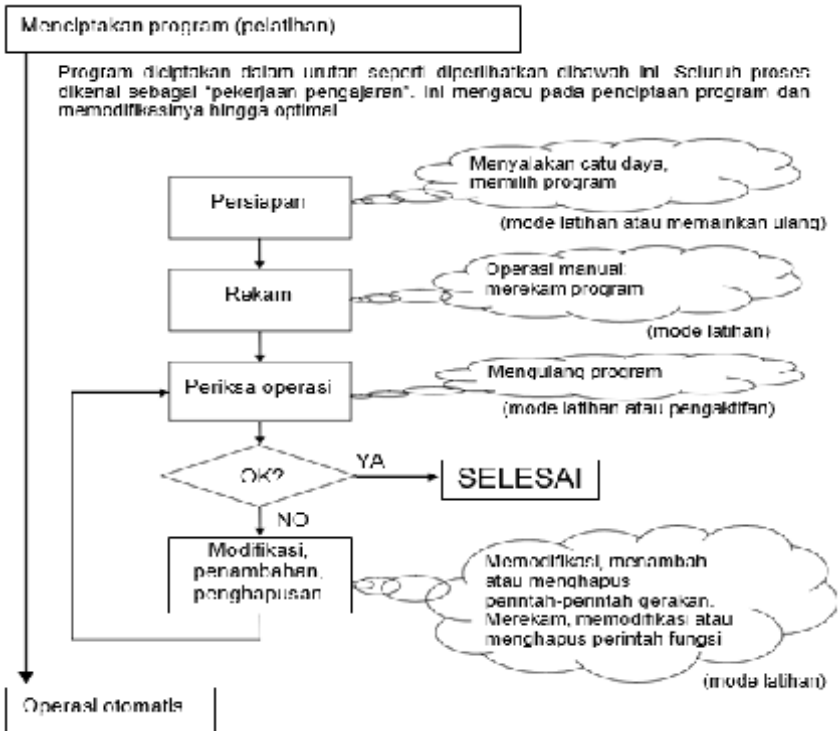 Menciptakan program (pelatihan)
Program diciptakan dalam urutan seperti diperlihatkan dibawah ini. Seluruh proses
dikenal sebagai "pekerjaan pengajaran". Ini mengacu pada penciptaan program dan
memodifikasinya hingga optimal
Menyalakan catu daya,
memilih program
Persiapan
(mode latihan atau memainkan ulang)
Operasi manual:
merekam program
Rekam
(mode latihan)
Mengulang program
Periksa operasi
(mode latihan atau pengaktifan)
OK?
YA
SELESAI
NO
Modifikasi,
penambahan,
penghapusan
Memodifikasi, menambah
atau menghapus
perintah-perintah gerakan.
Merekam, memodifikasi atau
menghapus perintah fungsi
(mode latihan)
Operasi otomatis